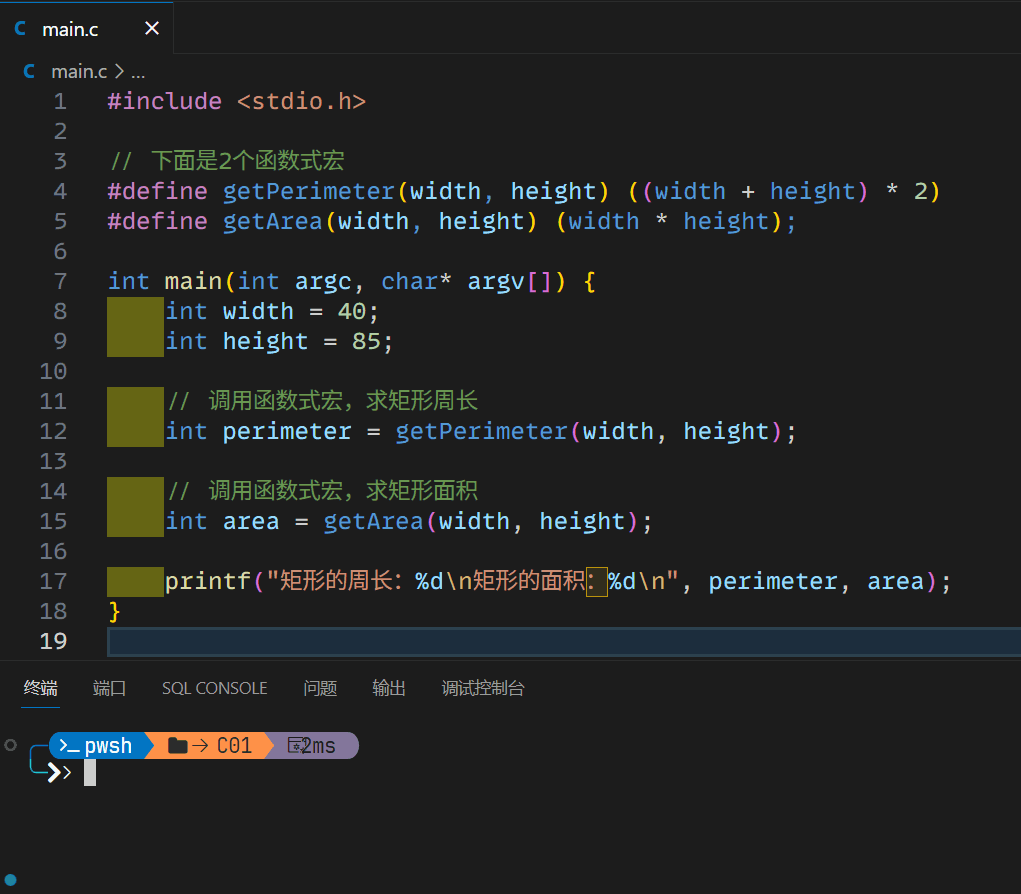 main.c
main.c > ...
1 #include <stdio.h>
2
3 // 下面是2个函数式宏
4 #define getPerimeter(width, height) ((width + height) * 2)
5 #define getArea(width, height) (width * height);
6
7 int main(int argc, char* argv[]) {
8 int width = 40;
9 int height = 85;
10
11 // 调用函数式宏，求矩形周长
12 int perimeter = getPerimeter(width, height);
13
14 // 调用函数式宏，求矩形面积
15 int area = getArea(width, height);
16
17 printf("矩形的周长: %d\n矩形的面积：%d\n", perimeter, area);
18 }
19
终端 端口 SQL CONSOLE 问题 输出 调试控制台
pwsh → C01 2ms